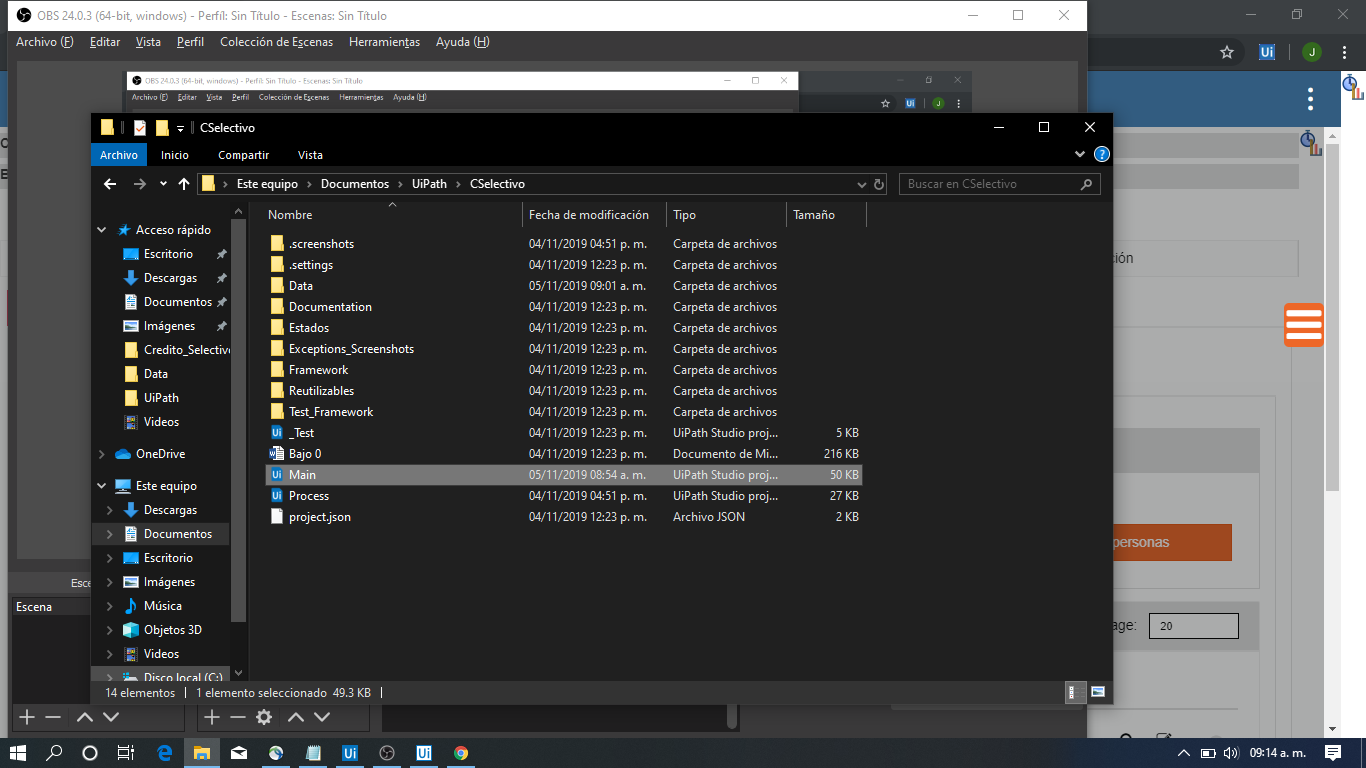 OBS 24.0.3 (64-bit, windows) - Perfíl: Sin Título - Escenas: Sin Título
Archivo (F) Editar Vista Perfil Colección de Escenas Herramientas Ayuda (H)
OBS 24.0.3 (64-bit, windows) - Perfíl: Sin Título - Escenas: Sin Título
Archivo (F) Editar Vista Perfil Colección de Escenas Herramientas Ayuda (H)
Ui J
Ui J
CSelectivo
Archivo Inicio Compartir Vista
Este equipo Documentos UiPath CSelectivo
Buscar en CSelectivo
Nombre Fecha de modificación Tipo Tamaño
Acceso rápido
Escritorio
Descargas
Documentos
Imágenes
Credito_Selectiv
Data
UiPath
Videos
OneDrive
Este equipo
Descargas
Documentos
Escritorio
Imágenes
Música
Objetos 3D
Videos
Disco local (C:)
.screenshots 04/11/2019 04:51 p. m. Carpeta de archivos
.settings 04/11/2019 12:23 p. m. Carpeta de archivos
Data 05/11/2019 09:01 a. m. Carpeta de archivos
Documentation 04/11/2019 12:23 p. m. Carpeta de archivos
Estados 04/11/2019 12:23 p. m. Carpeta de archivos
Exceptions_Screenshots 04/11/2019 12:23 p. m. Carpeta de archivos
Framework 04/11/2019 12:23 p. m. Carpeta de archivos
Reutilizables 04/11/2019 12:23 p. m. Carpeta de archivos
Test_Framework 04/11/2019 12:23 p. m. Carpeta de archivos
_Test 04/11/2019 12:23 p. m. UiPath Studio proj... 5 KB
Bajo 0 04/11/2019 12:23 p. m. Documento de Mi... 216 KB
Main 05/11/2019 08:54 a. m. UiPath Studio proj... 50 KB
Process 04/11/2019 04:51 p. m. UiPath Studio proj... 27 KB
project.json 04/11/2019 12:23 p. m. Archivo JSON 2 KB
14 elementos 1 elemento seleccionado 49.3 KB
ción
personas
age: 20
Esce
Escena
09:14 a. m.